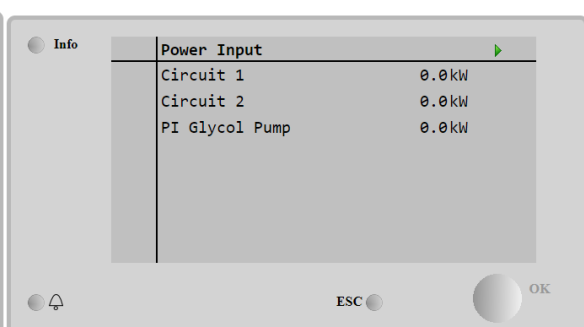 Info
Power Input
Circuit 1 0.0kW
Circuit 2 0.0kW
PI Glycol Pump 0.0kW
ESC
OK